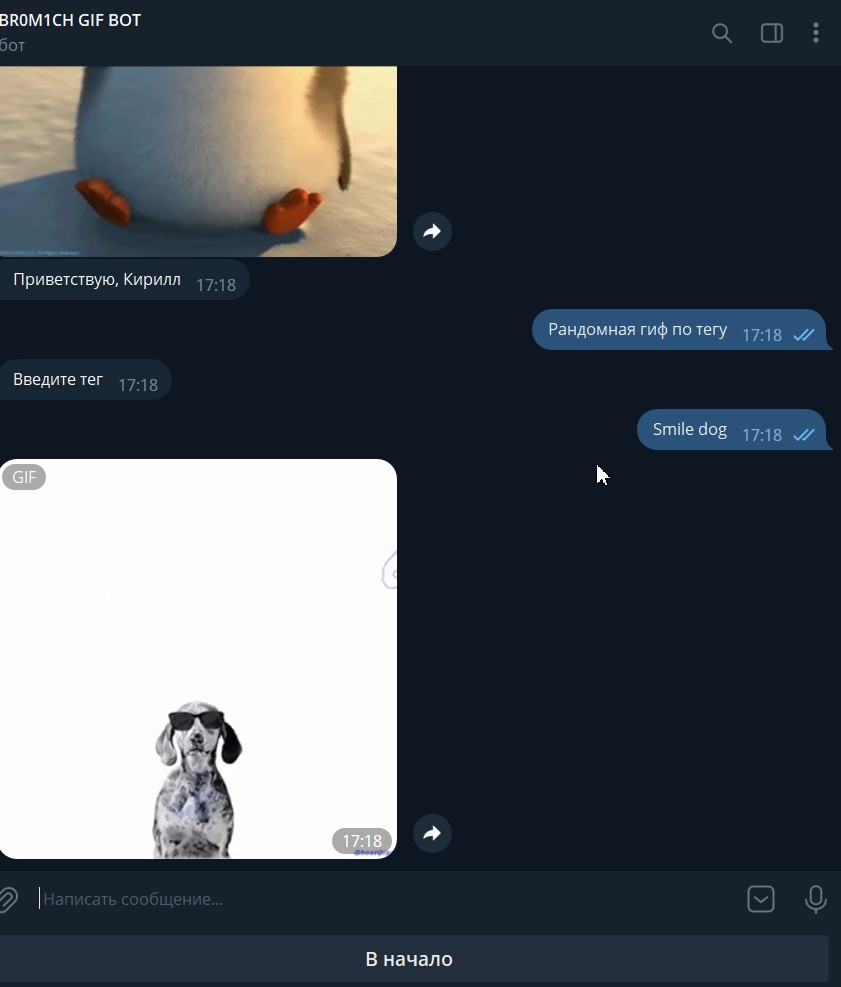 BR0M1CH GIF BOT
бот
Приветствую, Кирилл 17:18
Рандомная гиф по тегу 17:18
Введите тег 17:18
Smile dog 17:18
GIF
17:18
Написать сообщение...
В начало